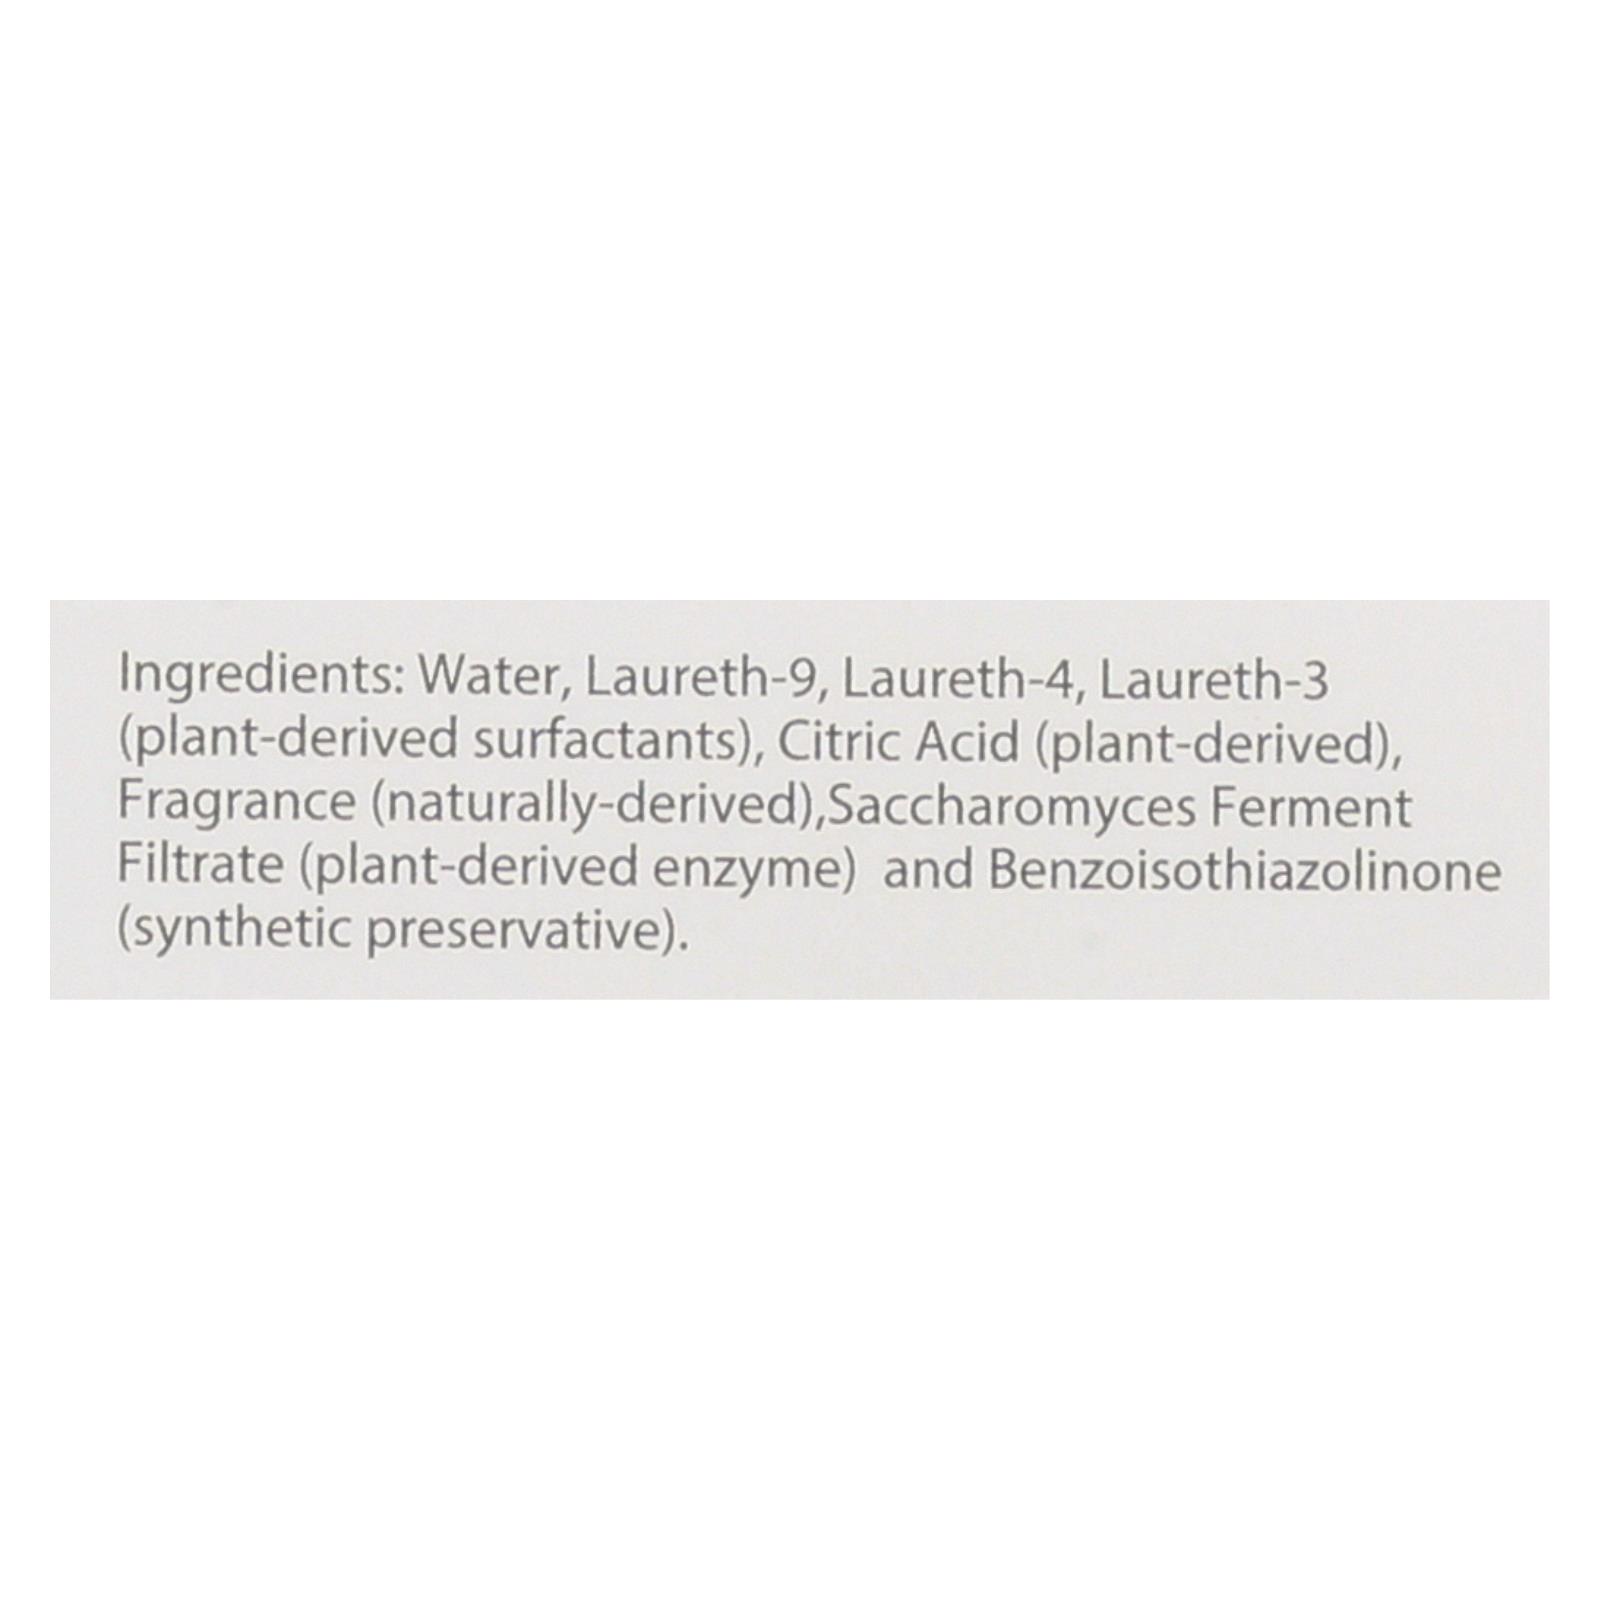 Ingredients: Water, Laureth-9, Laureth-4, Laureth-3
(plant-derived surfactants), Citric Acid (plant-derived),
Fragrance (naturally-derived),Saccharomyces Ferment
Filtrate (plant-derived enzyme)  and Benzoisothiazolinone
(synthetic preservative).